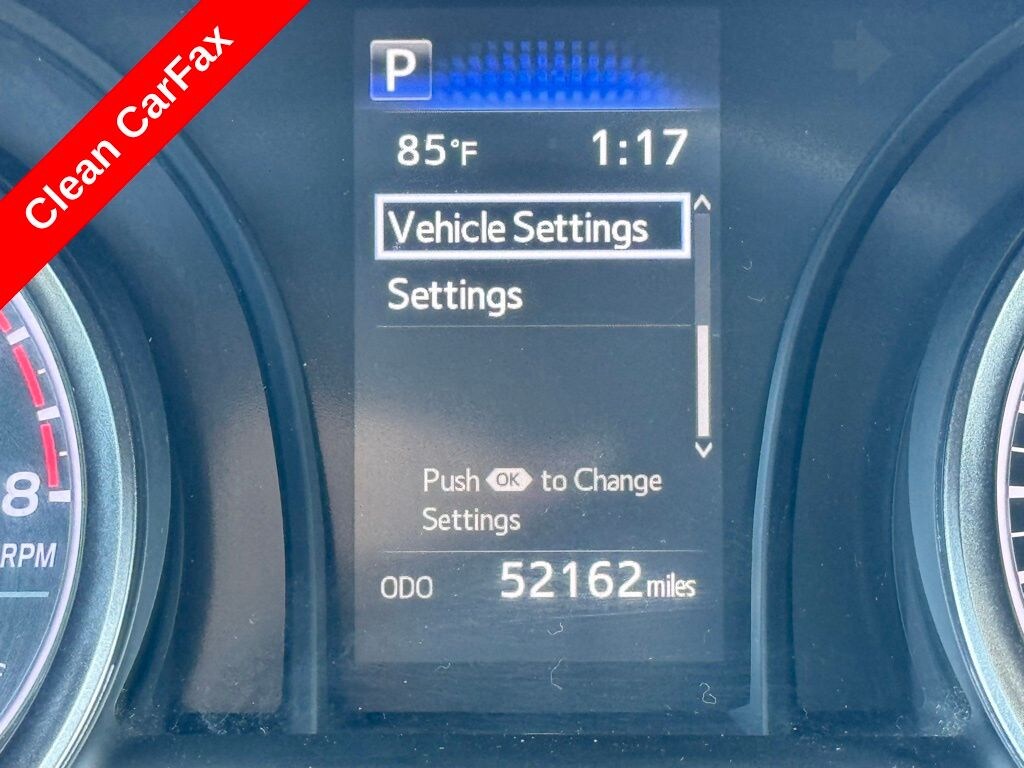 Clean CarFax
P
85°F 1:17
Vehicle Settings
Settings
Push OK to Change
Settings
ODO 52162 miles
8
RPM